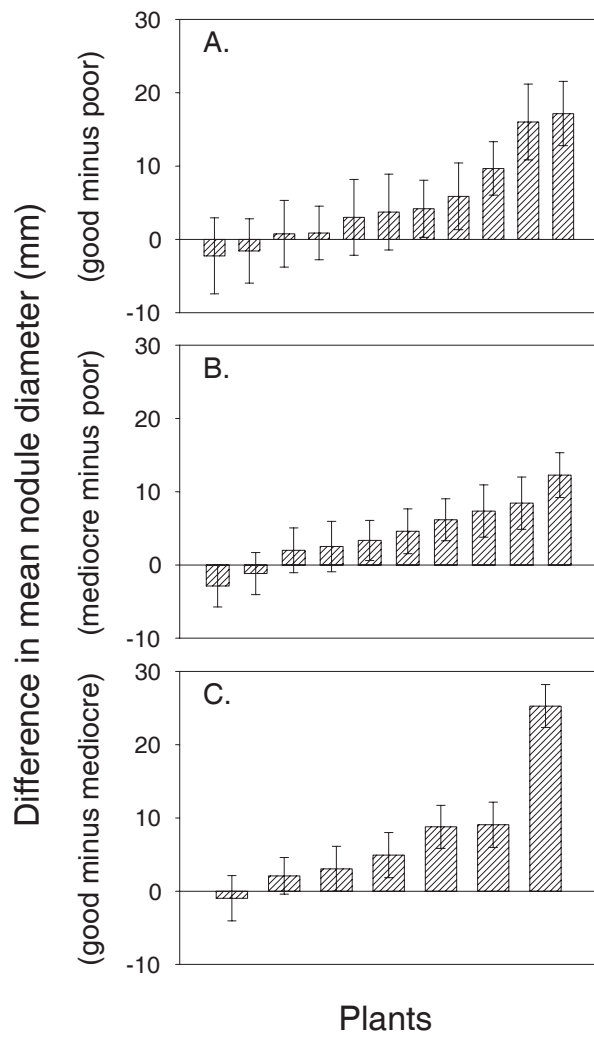 Difference in mean nodule diameter (mm)
(good minus poor)
A.
30
20
10
0
-10
(mediocre minus poor)
B.
30
20
10
0
-10
(good minus mediocre)
C.
30
20
10
0
-10
Plants